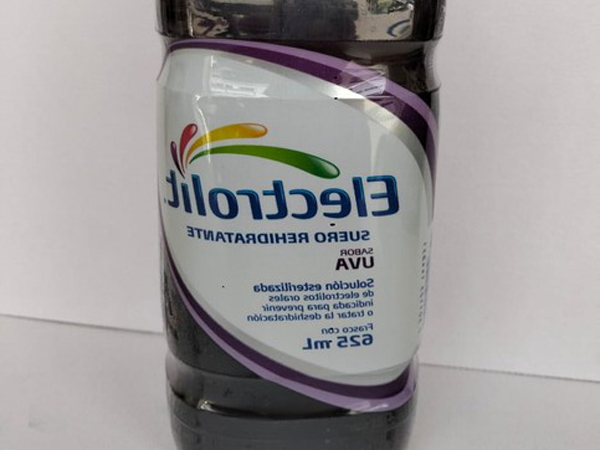 Electrolit
SUERO REHIDRATANTE
SABOR
UVA
Solución esterilizada
de electrolitos orales
indicada para prevenir
o tratar la deshidratación
Frasco con
625 mL